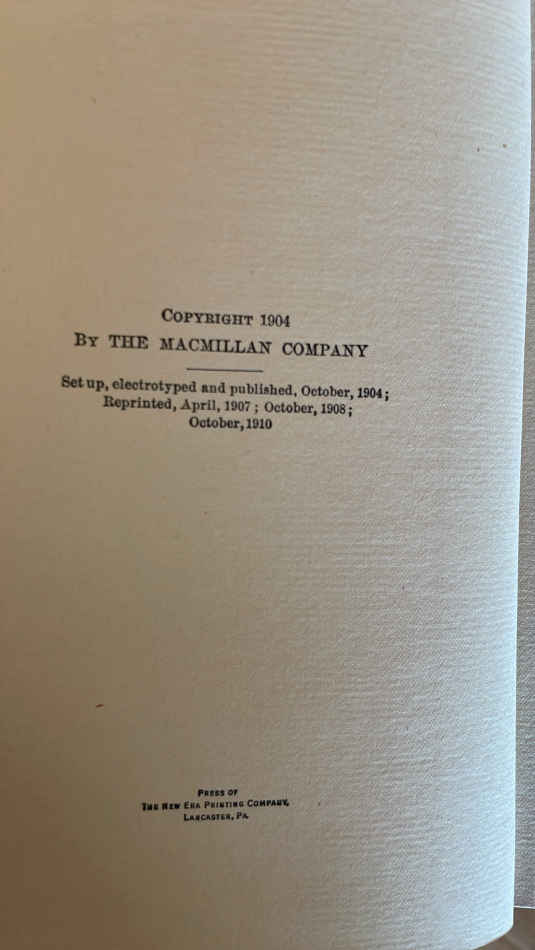 COPYRIGHT 1904
BY THE MACMILLAN COMPANY
Set up, electrotyped and published, October, 1904;
Reprinted, April, 1907; October, 1908;
October, 1910
PRESS OF
THE NEW ERA PRINTING COMPANY,
LANCASTER, PA.